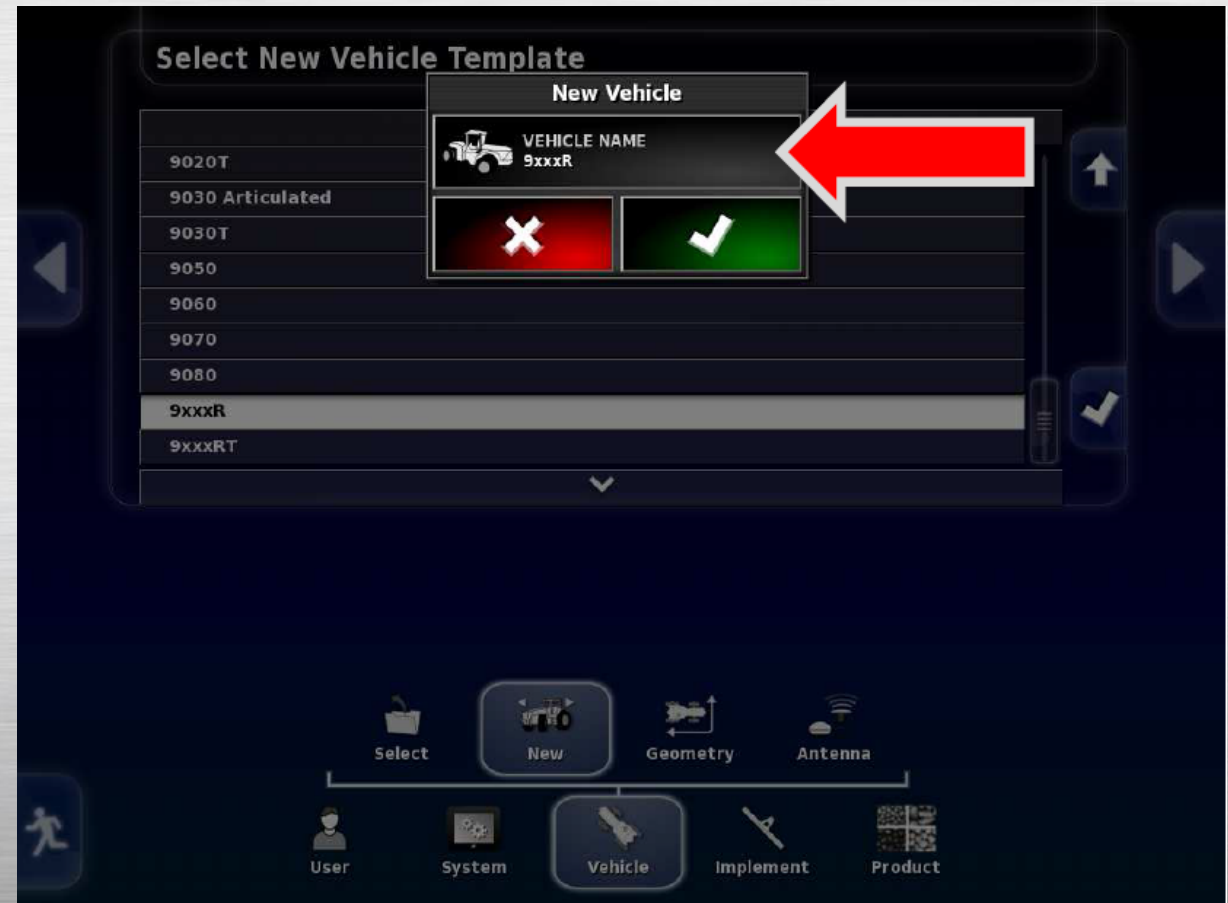 Select New Vehicle Template
New Vehicle
VEHICLE NAME
9xxxR
9020T
9030 Articulated
9030T
9050
9060
9070
9080
9xxxR
9xxxRT
Select
New
Geometry
Antenna
User
System
Vehicle
Implement
Product